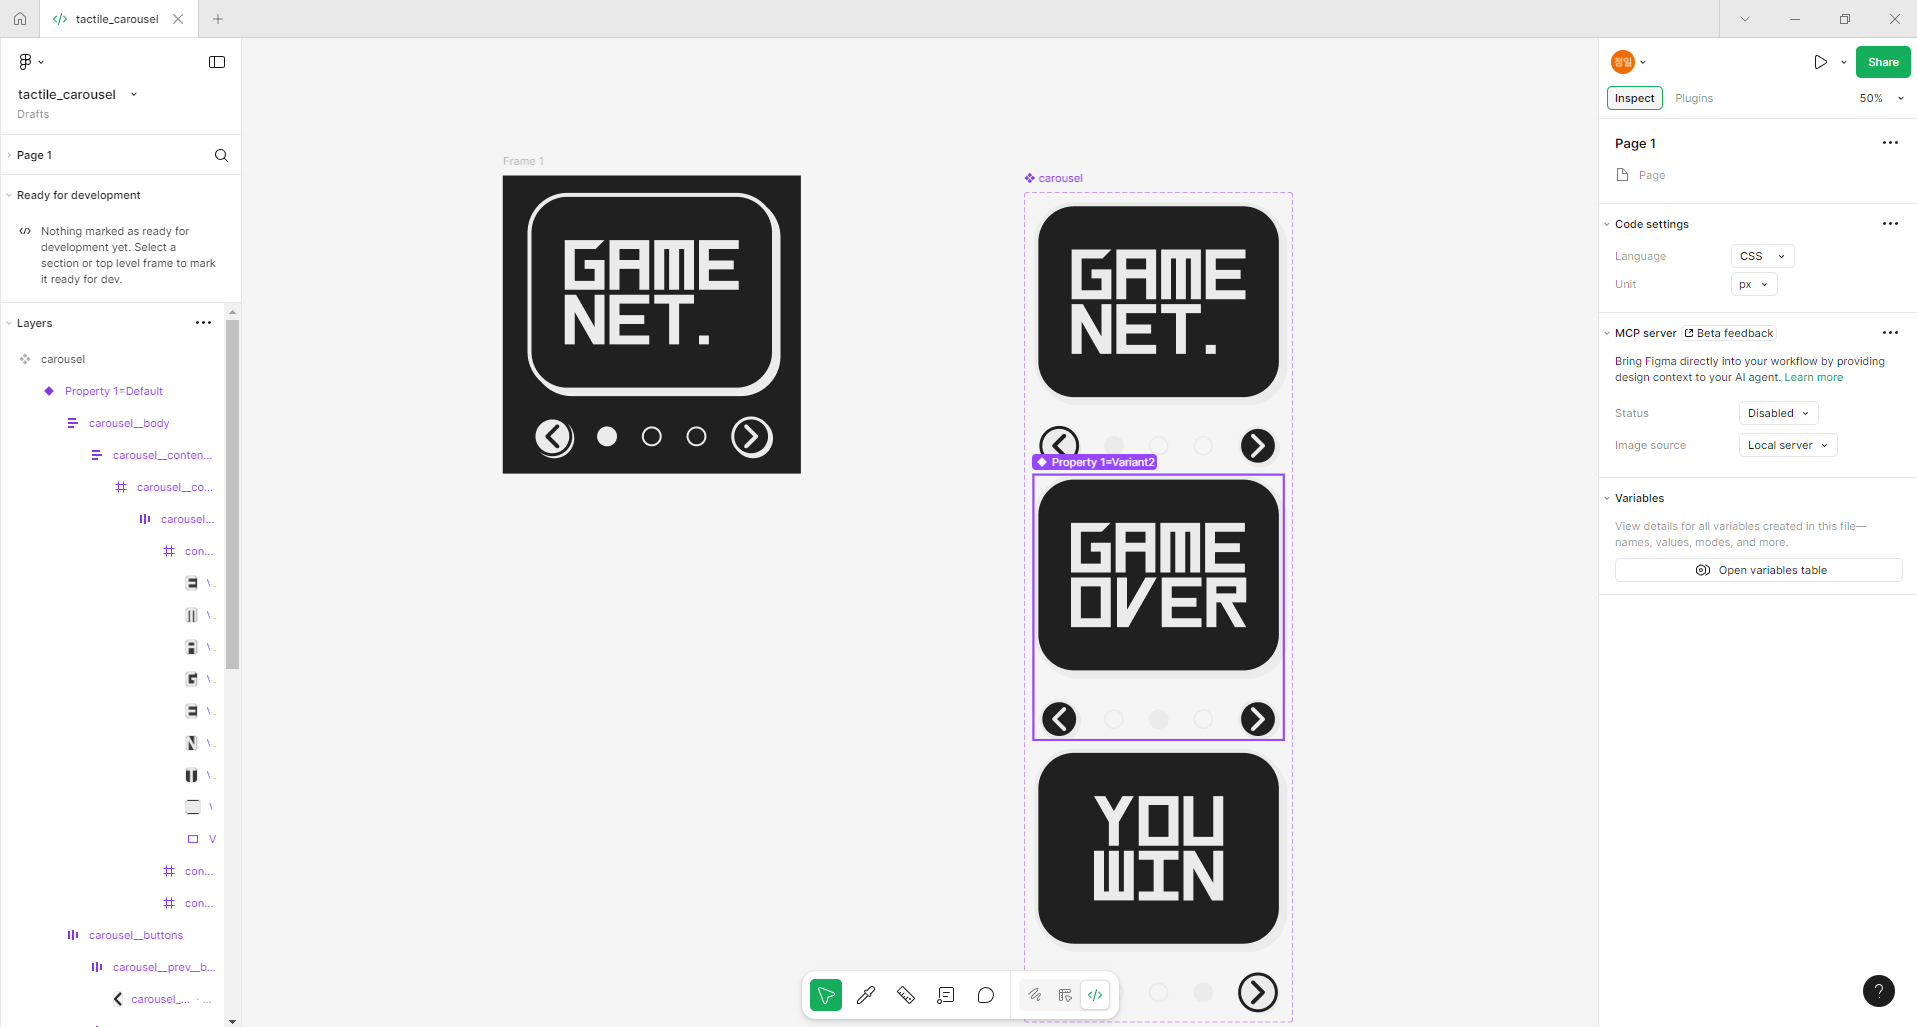 tactile_carousel
tactile_carousel
Drafts
Page 1
Ready for development
Nothing marked as ready for
development yet. Select a
section or top level frame to mark
it ready for dev.
Layers
carousel
Property 1=Default
carousel__body
carousel__conten...
carousel__co...
carousel...
con...
con...
con...
carousel__buttons
carousel__prev__b...
carousel_...
Frame 1
GAME
NET.
carousel
GAME
NET.
Property 1=Variant2
GAME
OVER
YOU
WIN
정일
Share
Inspect
Plugins
50%
Page 1
Page
Code settings
Language
CSS
Unit
px
MCP server
Beta feedback
Bring Figma directly into your workflow by providing
design context to your AI agent. Learn more
Status
Disabled
Image source
Local server
Variables
View details for all variables created in this file—
names, values, modes, and more.
Open variables table
?